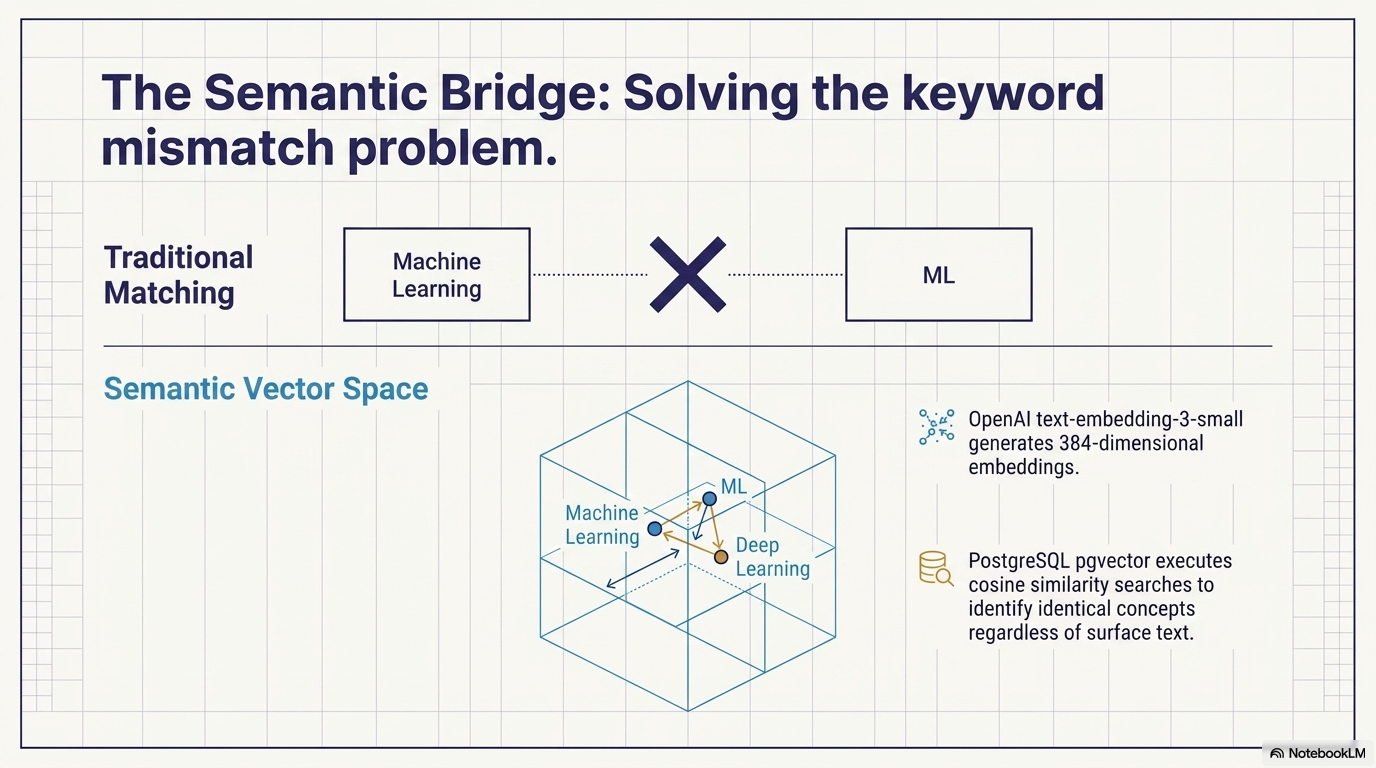 The Semantic Bridge: Solving the keyword
mismatch problem.
Traditional
Matching
Machine
Learning
ML
Semantic Vector Space
ML
Machine
Learning
Deep
Learning
OpenAI text-embedding-3-small
generates 384-dimensional
embeddings.
PostgreSQL pgvector executes
cosine similarity searches to
identify identical concepts
regardless of surface text.
NotebookLM